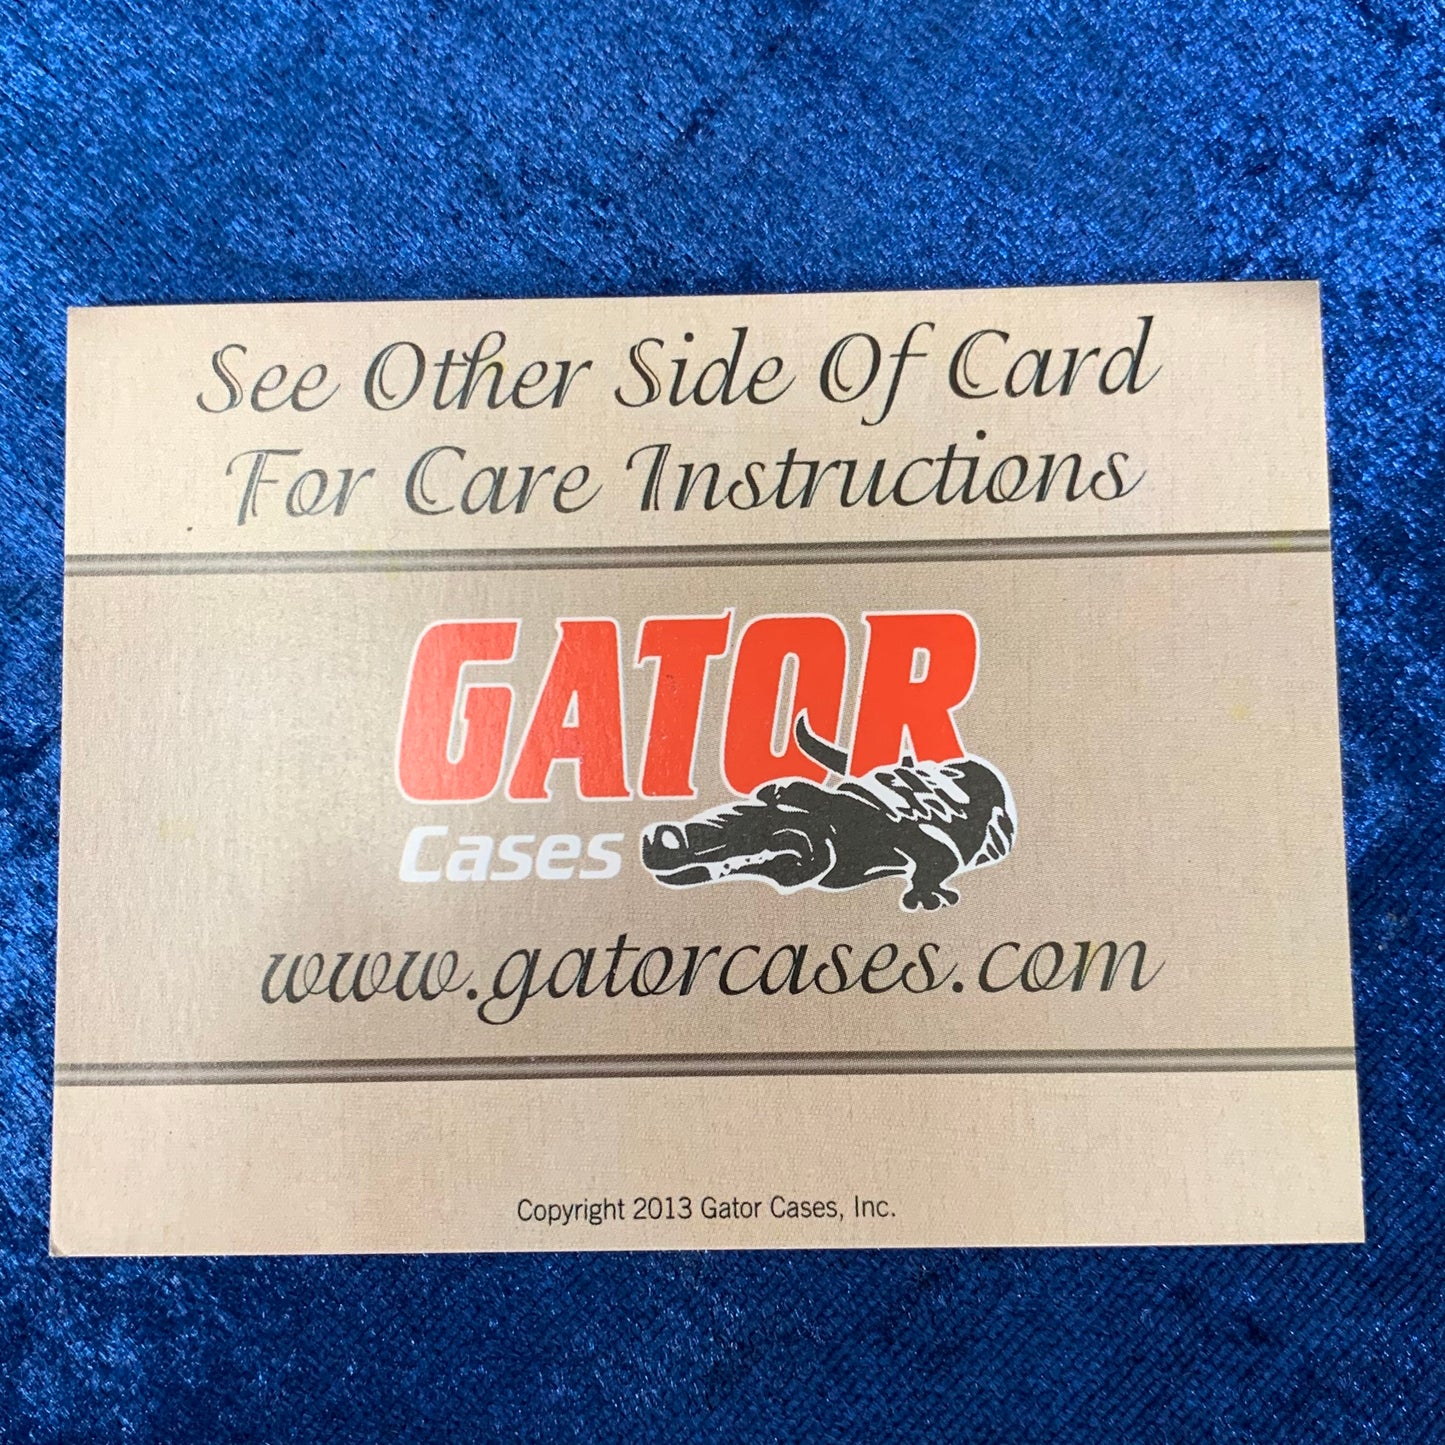 See Other Side Of Card
For Care Instructions
GATOR
Cases
www.gatorcases.com
Copyright 2013 Gator Cases, Inc.